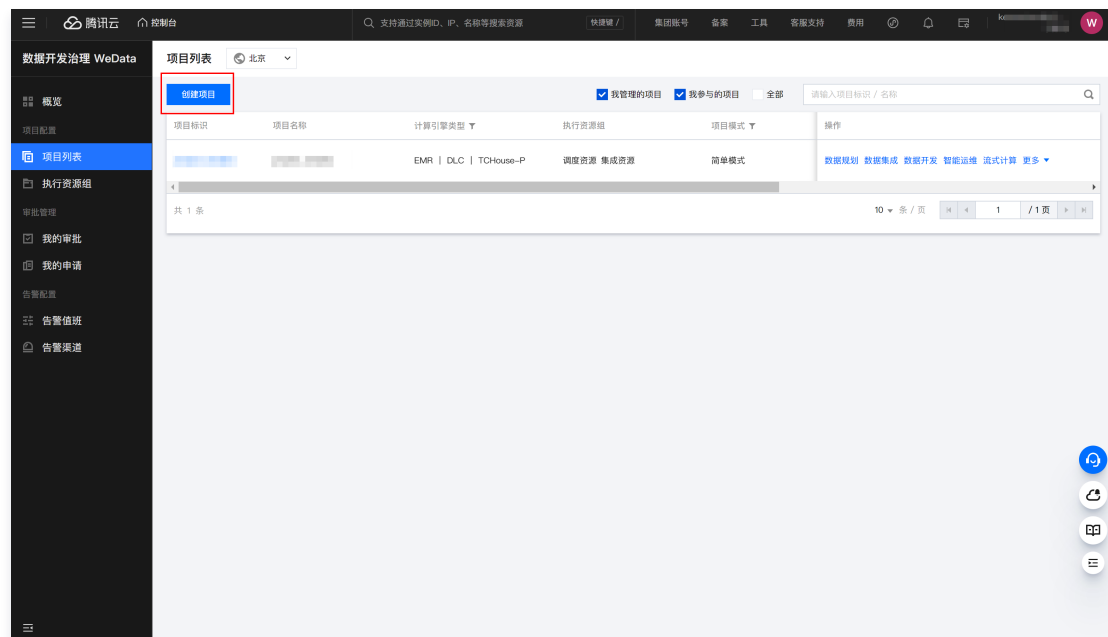 腾讯云 控制台 支持通过实例ID、IP、名称等搜索资源 快捷键 / 集团账号 备案 工具 客服支持 费用 W
数据开发治理 WeData
项目列表 北京
概览
项目配置
项目列表
执行资源组
审批管理
我的审批
我的申请
告警配置
告警值班
告警渠道
创建项目 我管理的项目 我参与的项目 全部 请输入项目标识 / 名称
项目标识 项目名称 计算引擎类型 执行资源组 项目模式 操作
EMR | DLC | TCHouse-P 调度资源 集成资源 简单模式 数据规划 数据集成 数据开发 智能运维 流式计算 更多
共 1 条 10 条 / 页 1 / 1 页